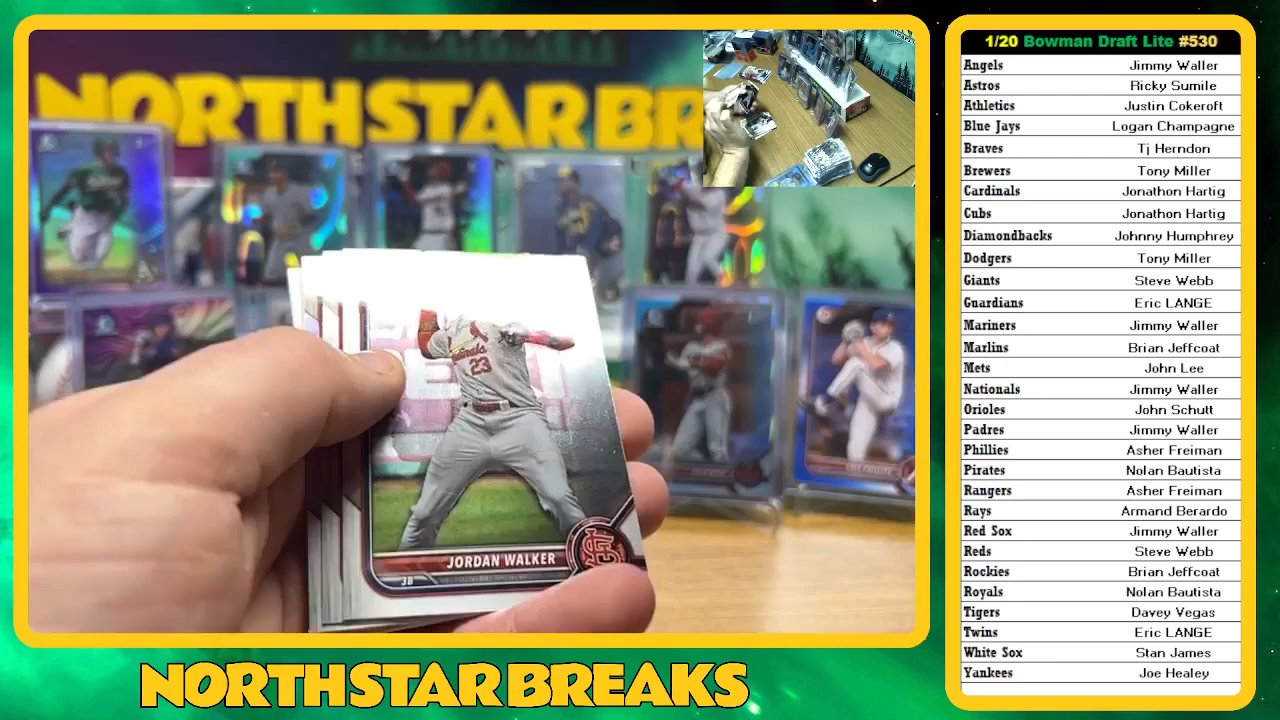 NORTHSTAR BR
JORDAN WALKER
JB
23
NORTHSTAR BREAKS
1/20 Bowman Draft Lite #530
Angels Jimmy Waller
Astros Ricky Sumile
Athletics Justin Cokeroft
Blue Jays Logan Champagne
Braves Tj Herndon
Brewers Tony Miller
Cardinals Jonathon Hartig
Cubs Jonathon Hartig
Diamondbacks Johnny Humphrey
Dodgers Tony Miller
Giants Steve Webb
Guardians Eric LANGE
Mariners Jimmy Waller
Marlins Brian Jeffcoat
Mets John Lee
Nationals Jimmy Waller
Orioles John Schutt
Padres Jimmy Waller
Phillies Asher Freiman
Pirates Nolan Bautista
Rangers Asher Freiman
Rays Armand Berardo
Red Sox Jimmy Waller
Reds Steve Webb
Rockies Brian Jeffcoat
Royals Nolan Bautista
Tigers Davey Vegas
Twins Eric LANGE
White Sox Stan James
Yankees Joe Healey